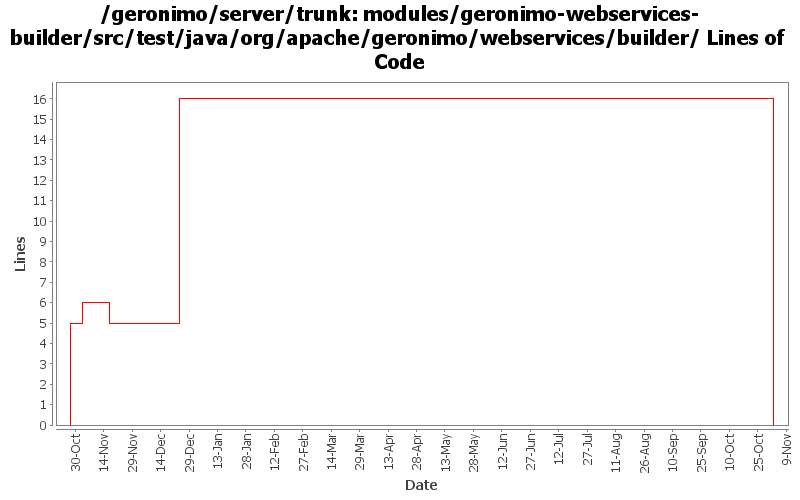 /geronimo/server/trunk: modules/geronimo-webservices-
builder/src/test/java/org/apache/geronimo/webservices/builder/ Lines of
Code
16
15
14
13
12
11
10
9
8
7
6
5
4
3
2
1
0
Lines
30-Oct
14-Nov
29-Nov
14-Dec
29-Dec
13-Jan
28-Jan
12-Feb
27-Feb
14-Mar
29-Mar
13-Apr
28-Apr
13-May
28-May
12-Jun
27-Jun
12-Jul
27-Jul
11-Aug
26-Aug
10-Sep
25-Sep
10-Oct
25-Oct
9-Nov
Date